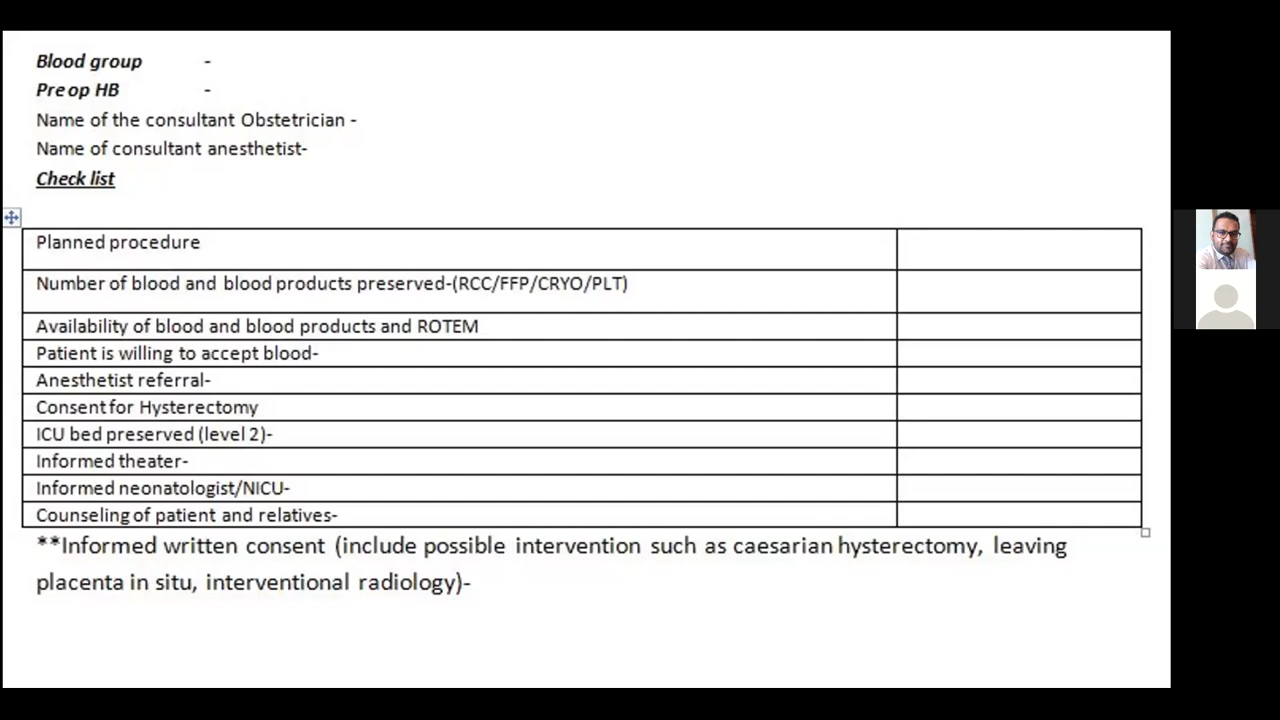 Blood group -
Pre op HB -
Name of the consultant Obstetrician -
Name of consultant anesthetist-
Check list
Planned procedure
Number of blood and blood products preserved-(RCC/FFP/CRYO/PLT)
Availability of blood and blood products and ROTEM
Patient is willing to accept blood-
Anesthetist referral-
Consent for Hysterectomy
ICU bed preserved (level 2)-
Informed theater-
Informed neonatologist/NICU-
Counseling of patient and relatives-
**Informed written consent (include possible intervention such as caesarian hysterectomy, leaving
placenta in situ, interventional radiology)-